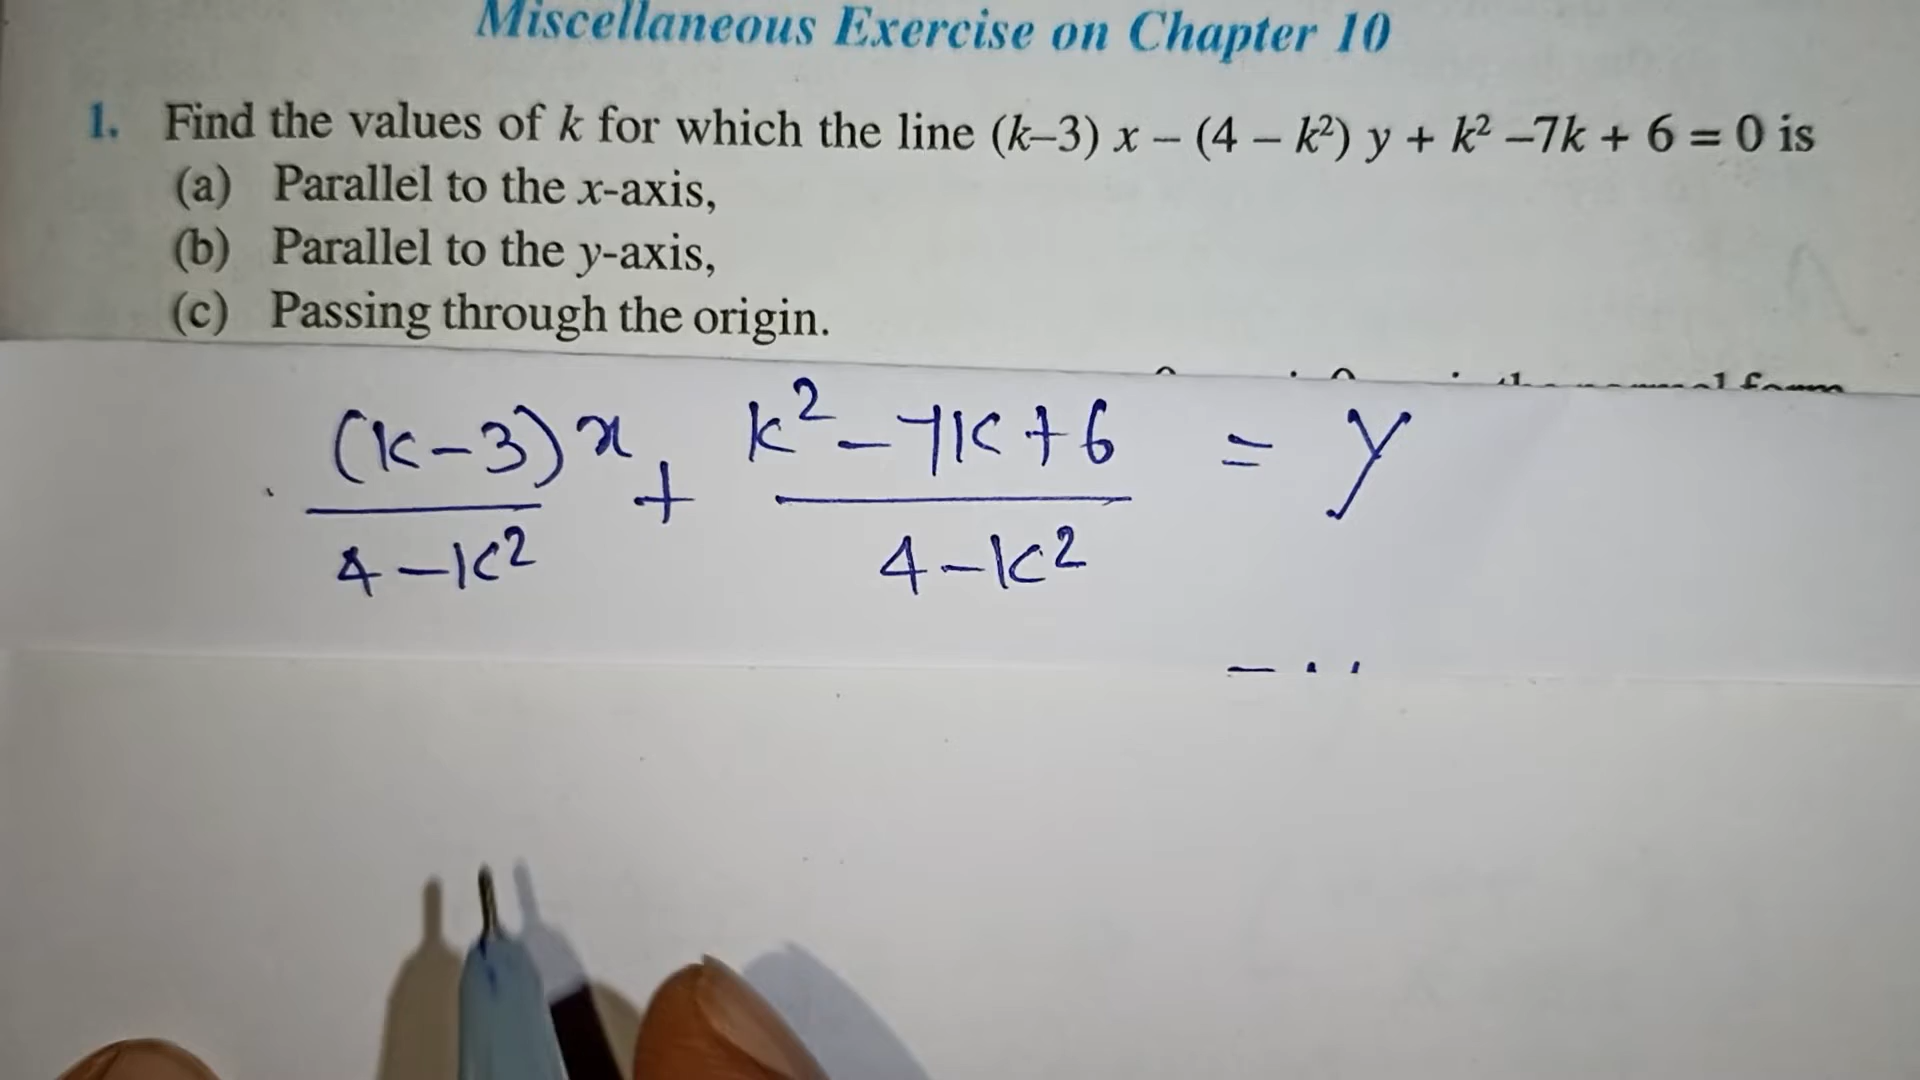 Miscellaneous Exercise on Chapter 10
1. Find the values of k for which the line (k–3) x – (4 – k²) y + k² –7k + 6 = 0 is
(a) Parallel to the x-axis,
(b) Parallel to the y-axis,
(c) Passing through the origin.
(k-3)x/4-k² + k²-7k+6/4-k² = y